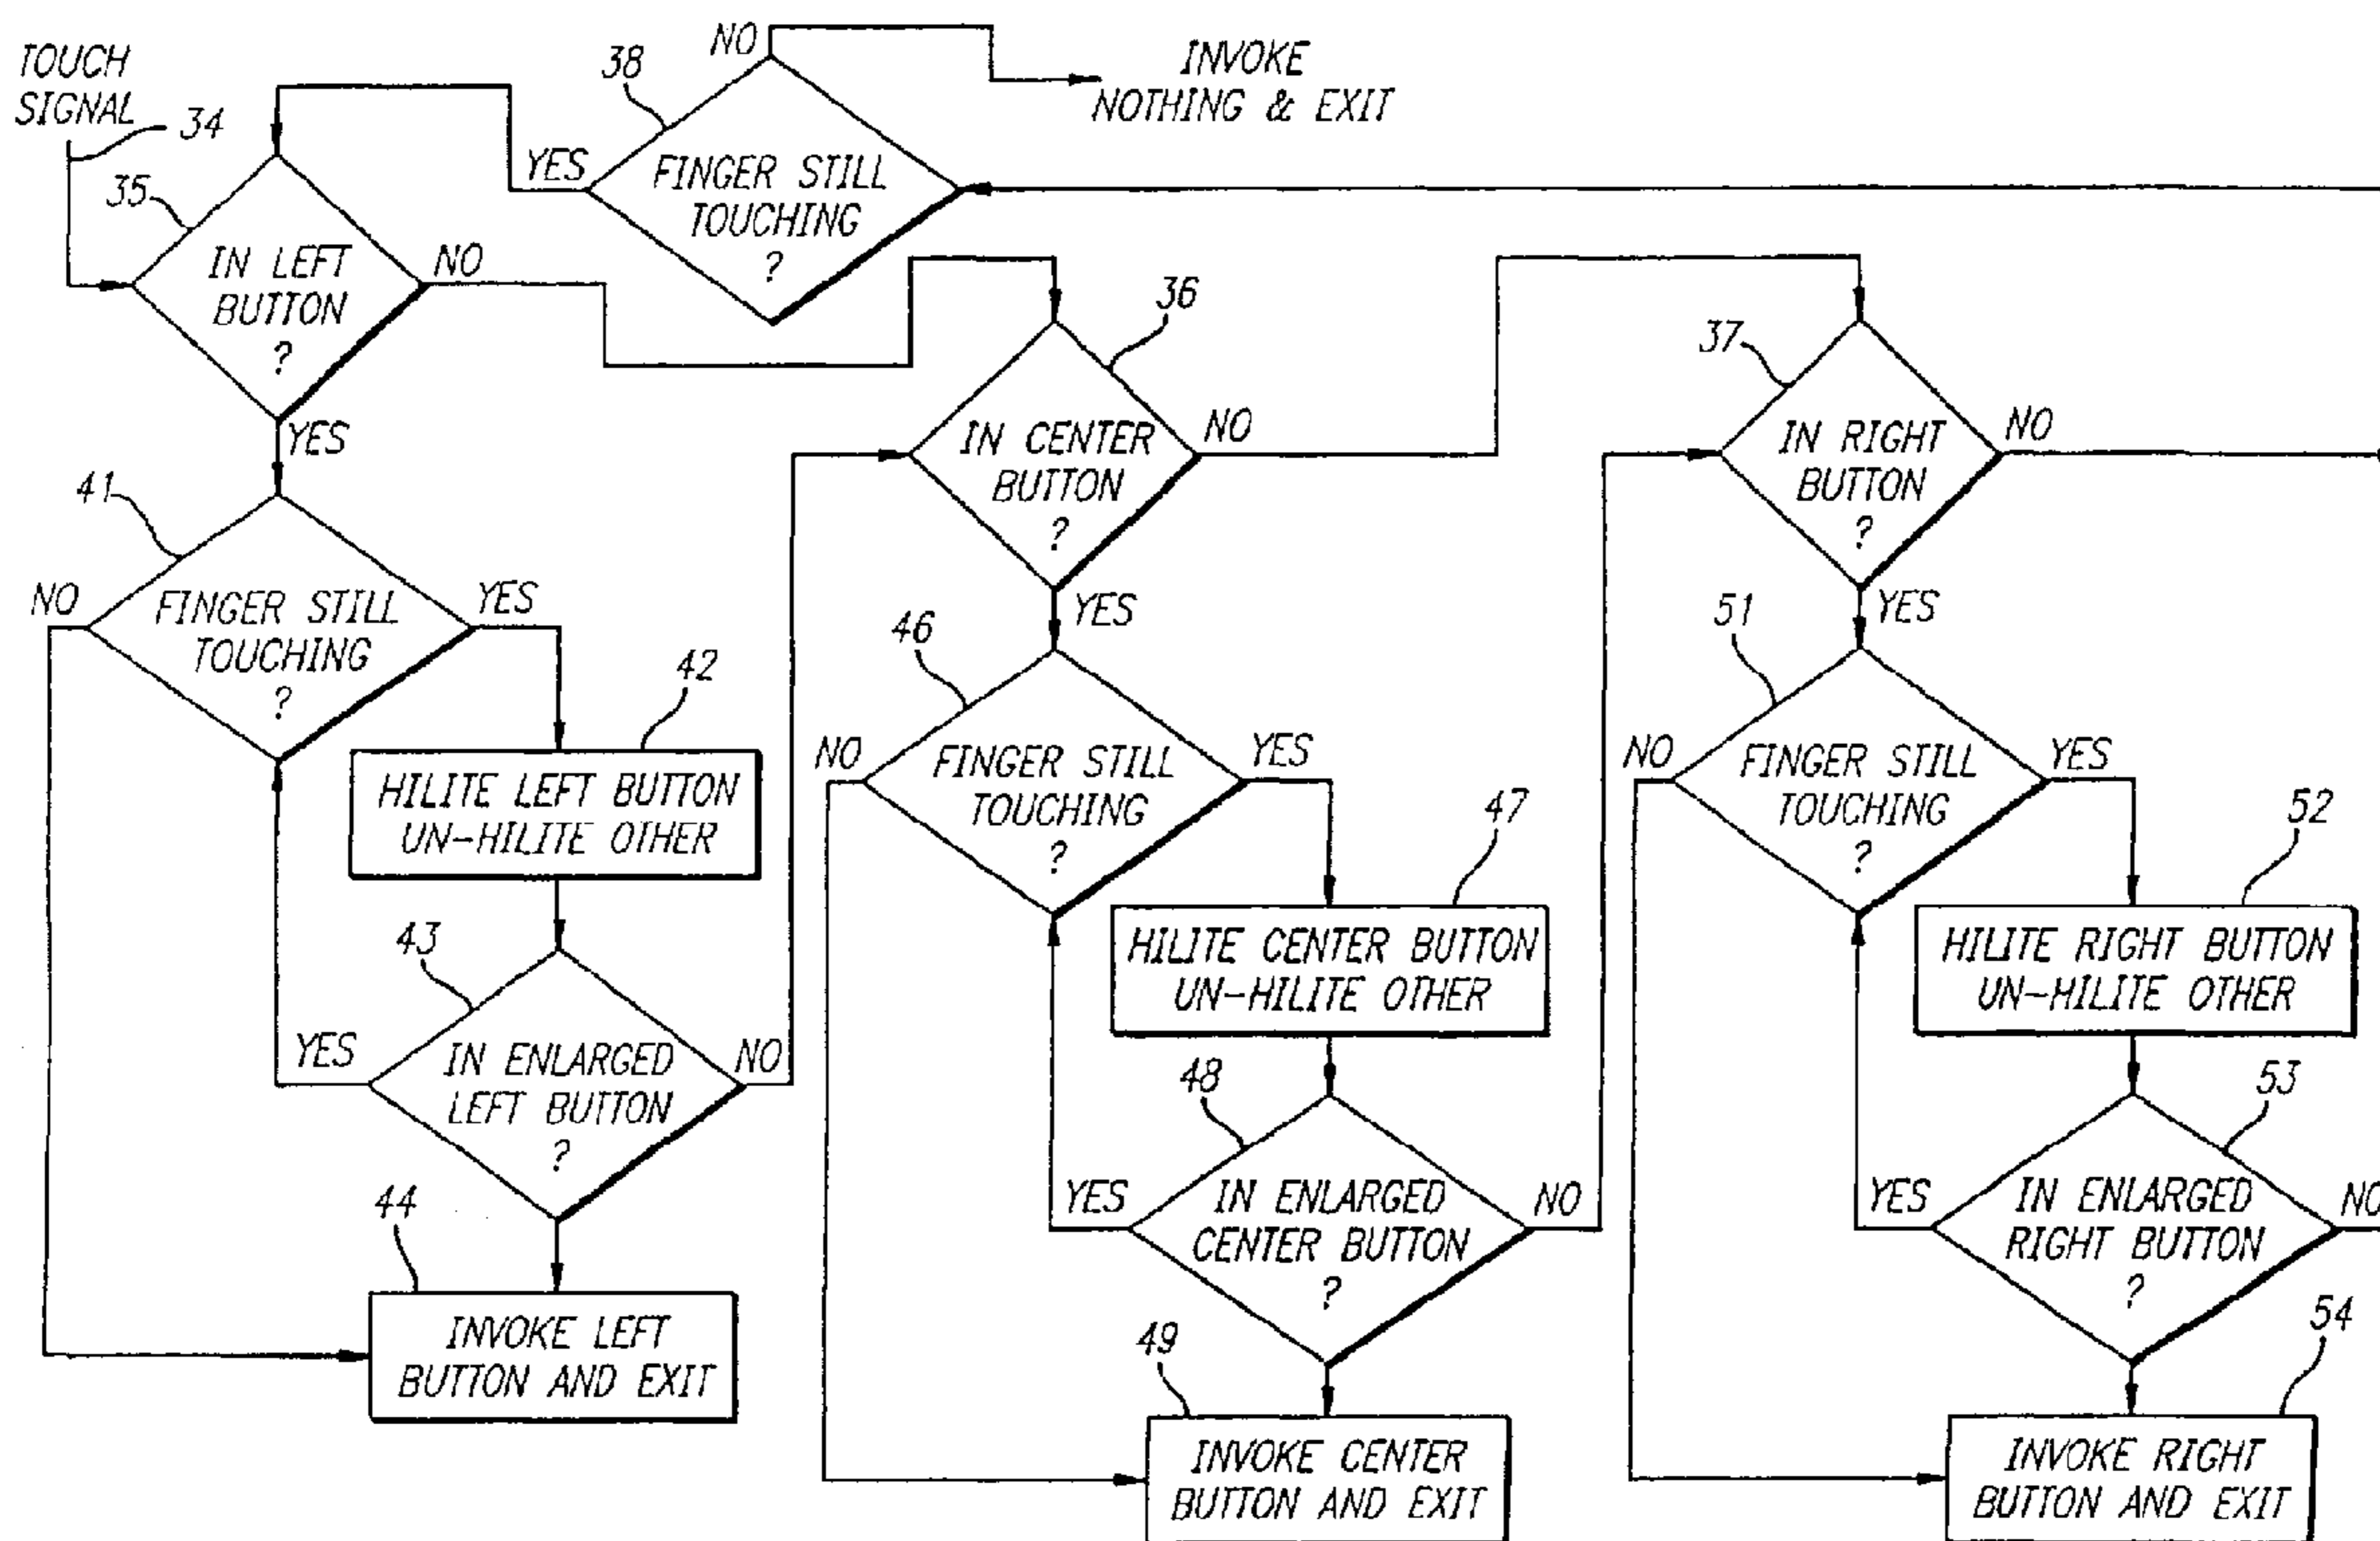 TOUCH
SIGNAL
34
35
IN LEFT
BUTTON
?
NO
YES
38
NO
INVOKE
NOTHING & EXIT
YES
FINGER STILL
TOUCHING
?
36
IN CENTER
BUTTON
?
NO
YES
37
IN RIGHT
BUTTON
?
NO
YES
41
NO
FINGER STILL
TOUCHING
?
YES
42
HILITE LEFT BUTTON
UN-HILITE OTHER
43
YES
IN ENLARGED
LEFT BUTTON
?
NO
44
INVOKE LEFT
BUTTON AND EXIT
46
NO
FINGER STILL
TOUCHING
?
YES
47
HILITE CENTER BUTTON
UN-HILITE OTHER
48
YES
IN ENLARGED
CENTER BUTTON
?
NO
49
INVOKE CENTER
BUTTON AND EXIT
51
NO
FINGER STILL
TOUCHING
?
YES
52
HILITE RIGHT BUTTON
UN-HILITE OTHER
53
YES
IN ENLARGED
RIGHT BUTTON
?
NO
54
INVOKE RIGHT
BUTTON AND EXIT